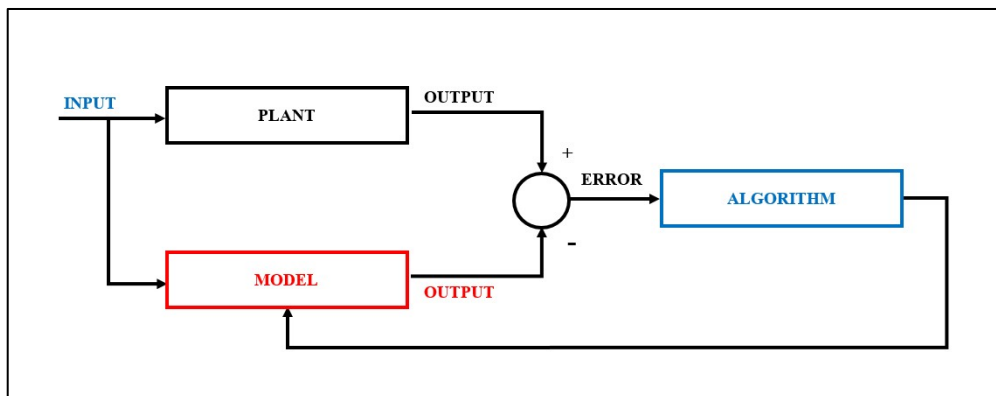 OUTPUT
INPUT
PLANT
+
ERROR
ALGORITHM
-
MODEL
OUTPUT